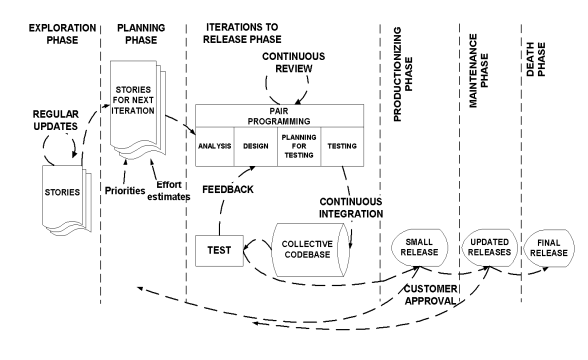 EXPLORATION
PHASE
PLANNING
PHASE
ITERATIONS TO
RELEASE PHASE
PRODUCTIONIZING
PHASE
MAINTENANCE
PHASE
DEATH
PHASE
REGULAR
UPDATES
STORIES
STORIES
FOR NEXT
ITERATION
Priorities
Effort
estimates
CONTINUOUS
REVIEW
PAIR
PROGRAMMING
ANALYSIS
DESIGN
PLANNING
FOR
TESTING
TESTING
FEEDBACK
CONTINUOUS
INTEGRATION
TEST
COLLECTIVE
CODEBASE
SMALL
RELEASE
UPDATED
RELEASES
FINAL
RELEASE
CUSTOMER
APPROVAL